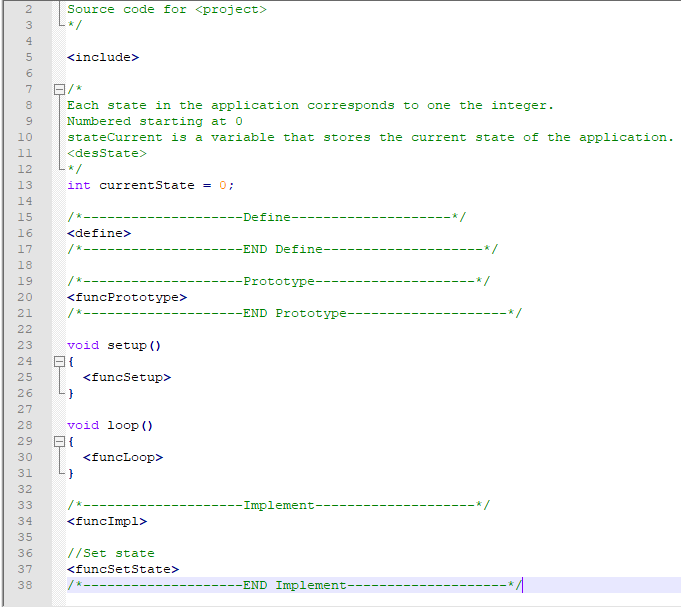 2 Source code for <project>
3 */
4
5 <include>
6
7 /*
8 Each state in the application corresponds to one the integer.
9 Numbered starting at 0
10 stateCurrent is a variable that stores the current state of the application.
11 <desState>
12 */
13 int currentState = 0;
14
15 /*--------------------Define--------------------*/
16 <define>
17 /*--------------------END Define--------------------*/
18
19 /*--------------------Prototype--------------------*/
20 <funcPrototype>
21 /*--------------------END Prototype--------------------*/
22
23 void setup()
24 {
25 <funcSetup>
26 }
27
28 void loop()
29 {
30 <funcLoop>
31 }
32
33 /*--------------------Implement--------------------*/
34 <funcImpl>
35
36 //Set state
37 <funcSetState>
38 /*--------------------END Implement--------------------*/